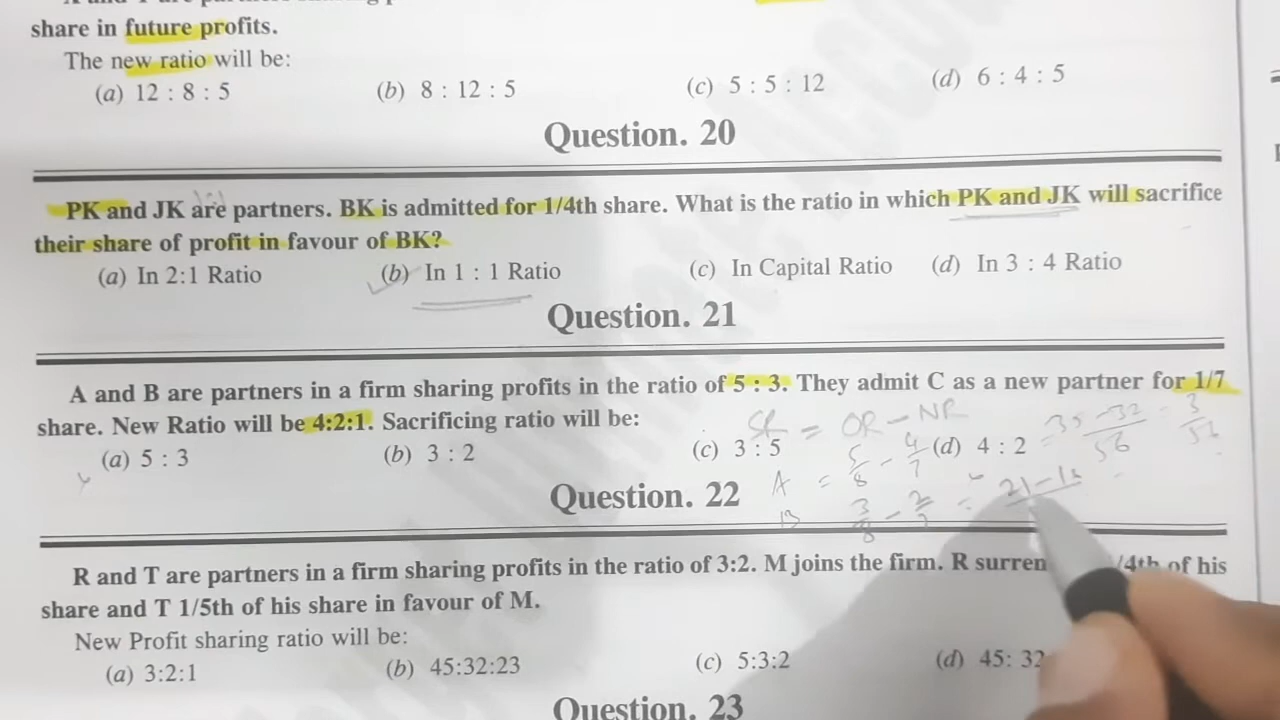 share in future profits.
The new ratio will be:
(a) 12 : 8 : 5 (b) 8 : 12 : 5 (c) 5 : 5 : 12 (d) 6 : 4 : 5
Question. 20
PK and JK are partners. BK is admitted for 1/4th share. What is the ratio in which PK and JK will sacrifice
their share of profit in favour of BK?
(a) In 2:1 Ratio (b) In 1 : 1 Ratio (c) In Capital Ratio (d) In 3 : 4 Ratio
Question. 21
A and B are partners in a firm sharing profits in the ratio of 5 : 3. They admit C as a new partner for 1/7
share. New Ratio will be 4:2:1. Sacrificing ratio will be:
SR = OR - NR
(a) 5 : 3 (b) 3 : 2 (c) 3 : 5 (d) 4 : 2
A = 5/8 - 4/7 = 35-32/56 = 3/56
Question. 22
B 3/8 - 2/7 =
R and T are partners in a firm sharing profits in the ratio of 3:2. M joins the firm. R surren /4th of his
share and T 1/5th of his share in favour of M.
New Profit sharing ratio will be:
(a) 3:2:1 (b) 45:32:23 (c) 5:3:2 (d) 45: 32
Question. 23